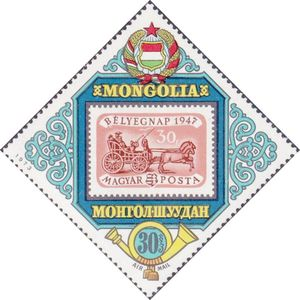 MONGOLIA
BÉLYEGNAP 1947
30
MAGYAR POSTA
МОНГОЛ-ШУУДАН
30
AIR MAIL